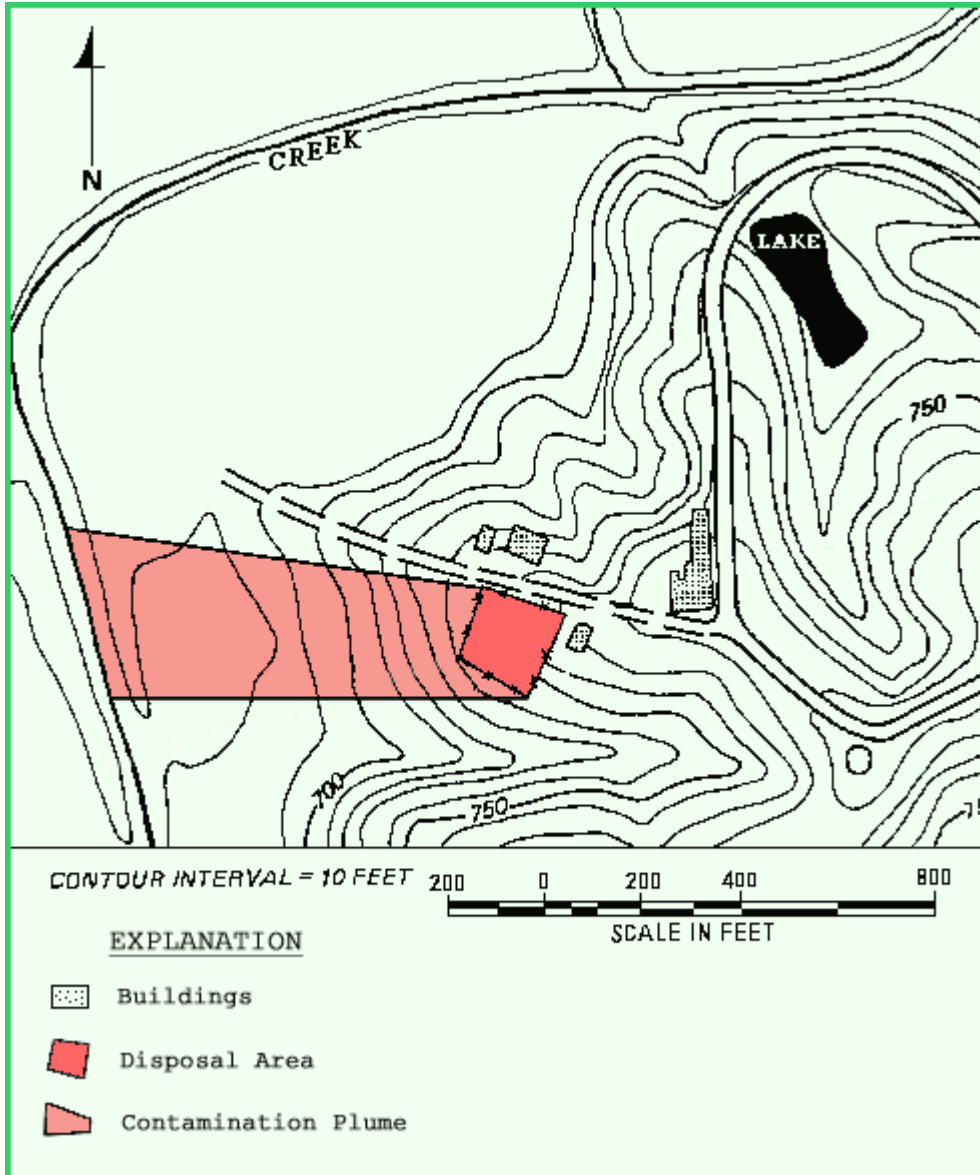 N
CREEK
LAKE
750
700
750
CONTOUR INTERVAL = 10 FEET
200 0 200 400 800
SCALE IN FEET
EXPLANATION
Buildings
Disposal Area
Contamination Plume